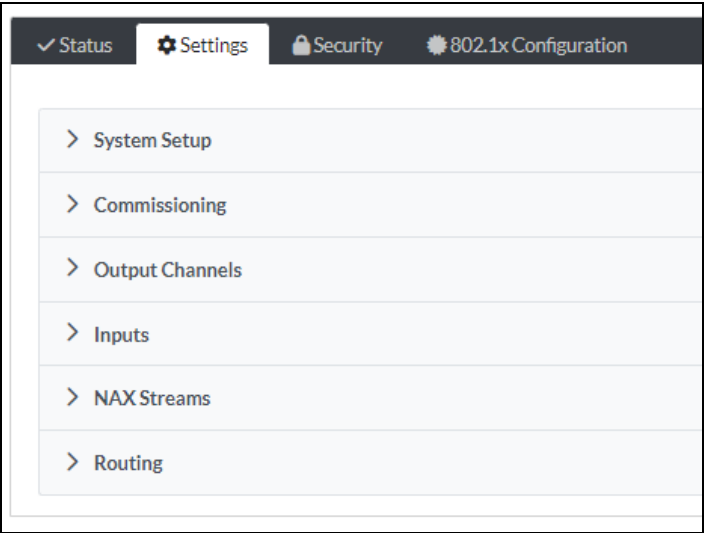 Status Settings Security 802.1x Configuration
System Setup
Commissioning
Output Channels
Inputs
NAX Streams
Routing